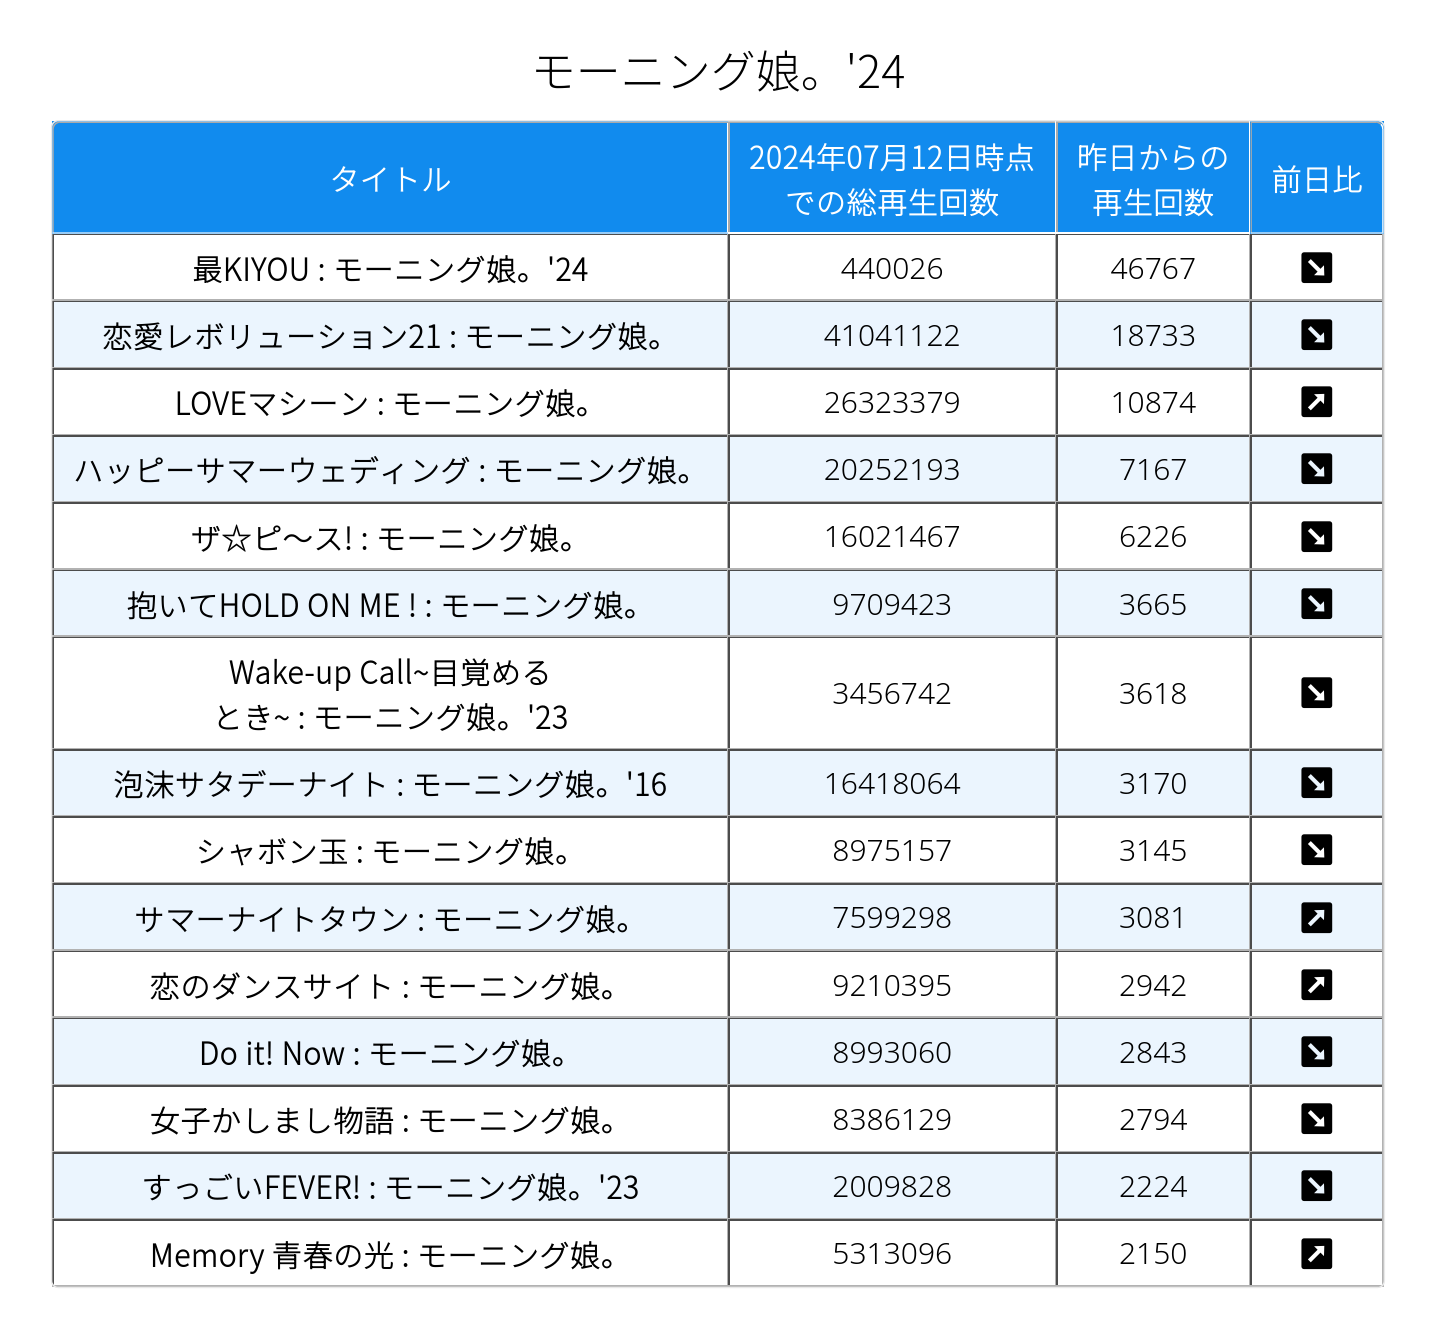 モーニング娘。'24
タイトル
2024年07月12日時点
での総再生回数
昨日からの
再生回数
前日比
最KIYOU : モーニング娘。'24 440026 46767
恋愛レボリューション21 : モーニング娘。 41041122 18733
LOVEマシーン : モーニング娘。 26323379 10874
ハッピーサマーウェディング : モーニング娘。 20252193 7167
ザ☆ピ〜ス! : モーニング娘。 16021467 6226
抱いてHOLD ON ME ! : モーニング娘。 9709423 3665
Wake-up Call~目覚める
とき~ : モーニング娘。'23 3456742 3618
泡沫サタデーナイト : モーニング娘。'16 16418064 3170
シャボン玉 : モーニング娘。 8975157 3145
サマーナイトタウン : モーニング娘。 7599298 3081
恋のダンスサイト : モーニング娘。 9210395 2942
Do it! Now : モーニング娘。 8993060 2843
女子かしまし物語 : モーニング娘。 8386129 2794
すっごいFEVER! : モーニング娘。'23 2009828 2224
Memory 青春の光 : モーニング娘。 5313096 2150